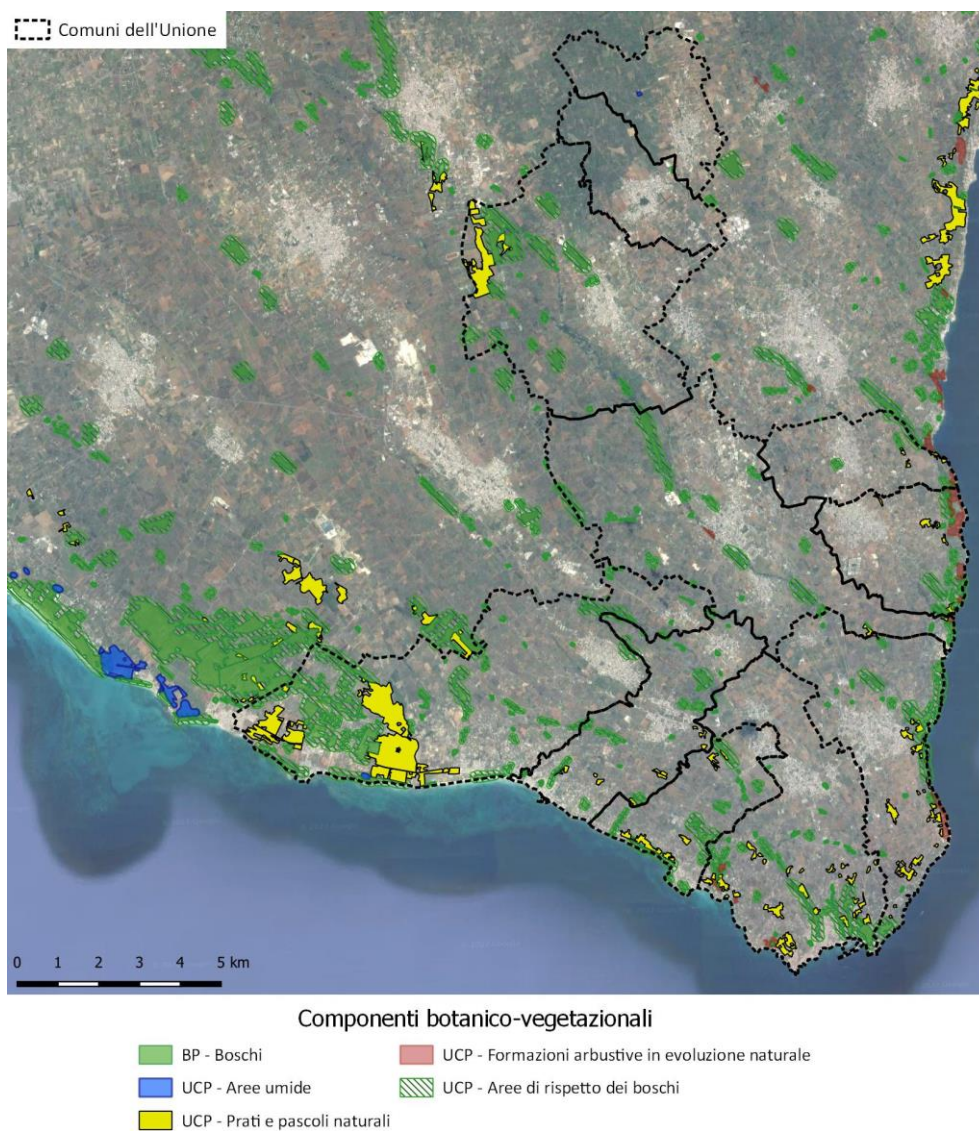 Comuni dell'Unione
0 1 2 3 4 5 km
Componenti botanico-vegetazionali
BP - Boschi
UCP - Formazioni arbustive in evoluzione naturale
UCP - Aree umide
UCP - Aree di rispetto dei boschi
UCP - Prati e pascoli naturali